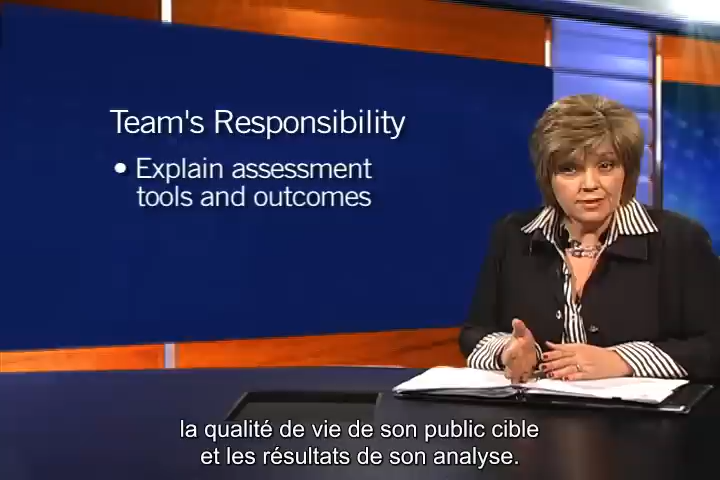 Team's Responsibility
• Explain assessment
tools and outcomes
la qualité de vie de son public cible
et les résultats de son analyse.